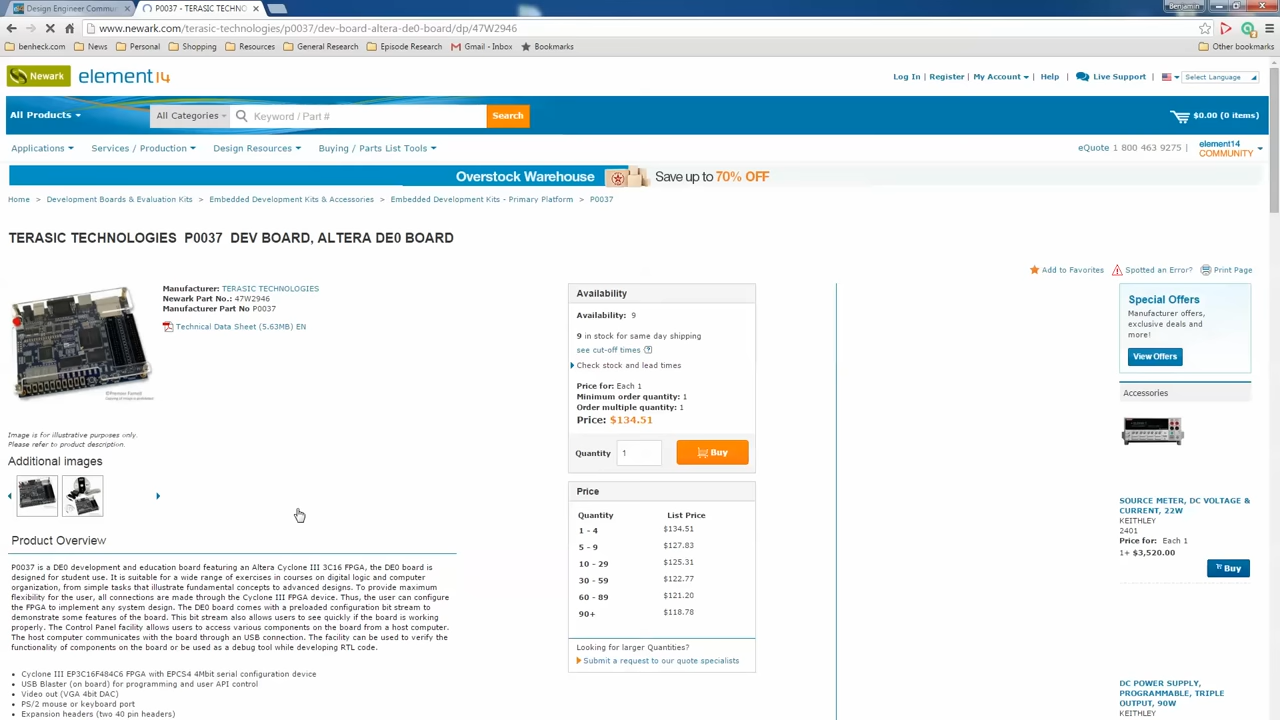 Design Engineer Commu
P0037 - TERASIC TECHNO
Benjamin
www.newark.com/terasic-technologies/p0037/dev-board-altera-de0-board/dp/47W2946
benheck.com
News
Personal
Shopping
Resources
General Research
Episode Research
Gmail - Inbox
Bookmarks
Other bookmarks
Newark element14
Log In | Register | My Account | Help
Live Support
Select Language
All Products
All Categories
Keyword / Part #
Search
$0.00 (0 items)
Applications
Services / Production
Design Resources
Buying / Parts List Tools
eQuote 1 800 463 9275 |
element14
COMMUNITY
Overstock Warehouse
Save up to 70% OFF
Home > Development Boards & Evaluation Kits > Embedded Development Kits & Accessories > Embedded Development Kits - Primary Platform > P0037
TERASIC TECHNOLOGIES P0037 DEV BOARD, ALTERA DE0 BOARD
Add to Favorites
Spotted an Error?
Print Page
Manufacturer: TERASIC TECHNOLOGIES
Newark Part No.: 47W2946
Manufacturer Part No P0037
Technical Data Sheet (5.63MB) EN
Image is for illustrative purposes only.
Please refer to product description.
Additional images
Product Overview
P0037 is a DE0 development and education board featuring an Altera Cyclone III 3C16 FPGA, the DE0 board is
designed for student use. It is suitable for a wide range of exercises in courses on digital logic and computer
organization, from simple tasks that illustrate fundamental concepts to advanced designs. To provide maximum
flexibility for the user, all connections are made through the Cyclone III FPGA device. Thus, the user can configure
the FPGA to implement any system design. The DE0 board comes with a preloaded configuration bit stream to
demonstrate some features of the board. This bit stream also allows users to see quickly if the board is working
properly. The Control Panel facility allows users to access various components on the board from a host computer.
The host computer communicates with the board through an USB connection. The facility can be used to verify the
functionality of components on the board or be used as a debug tool while developing RTL code.
• Cyclone III EP3C16F484C6 FPGA with EPCS4 4Mbit serial configuration device
• USB Blaster (on board) for programming and user API control
• Video out (VGA 4bit DAC)
• PS/2 mouse or keyboard port
• Expansion headers (two 40 pin headers)
Availability
Availability: 9
9 in stock for same day shipping
see cut-off times
Check stock and lead times
Price for: Each 1
Minimum order quantity: 1
Order multiple quantity: 1
Price: $134.51
Quantity 1
Buy
Price
Quantity List Price
1 - 4 $134.51
5 - 9 $127.83
10 - 29 $125.31
30 - 59 $122.77
60 - 89 $121.20
90+ $118.78
Looking for larger Quantities?
Submit a request to our quote specialists
Special Offers
Manufacturer offers,
exclusive deals and
more!
View Offers
Accessories
SOURCE METER, DC VOLTAGE &
CURRENT, 22W
KEITHLEY
2401
Price for: Each 1
1+ $3,520.00
Buy
DC POWER SUPPLY,
PROGRAMMABLE, TRIPLE
OUTPUT, 90W
KEITHLEY